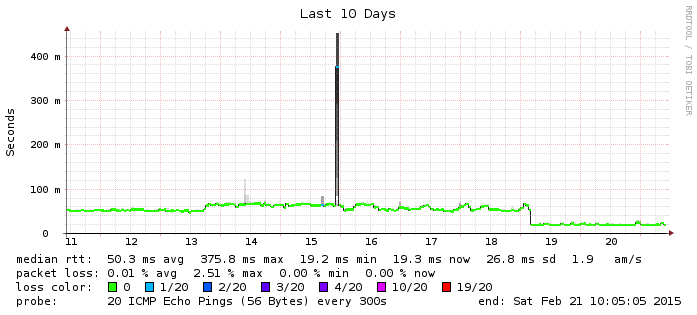 Last 10 Days
RRDTOOL / TOBI OETIKER
Seconds
400 m
300 m
200 m
100 m
0
11 12 13 14 15 16 17 18 19 20
median rtt: 50.3 ms avg 375.8 ms max 19.2 ms min 19.3 ms now 26.8 ms sd 1.9 am/s
packet loss: 0.01 % avg 2.51 % max 0.00 % min 0.00 % now
loss color: 0 1/20 2/20 3/20 4/20 10/20 19/20
probe: 20 ICMP Echo Pings (56 Bytes) every 300s end: Sat Feb 21 10:05:05 2015